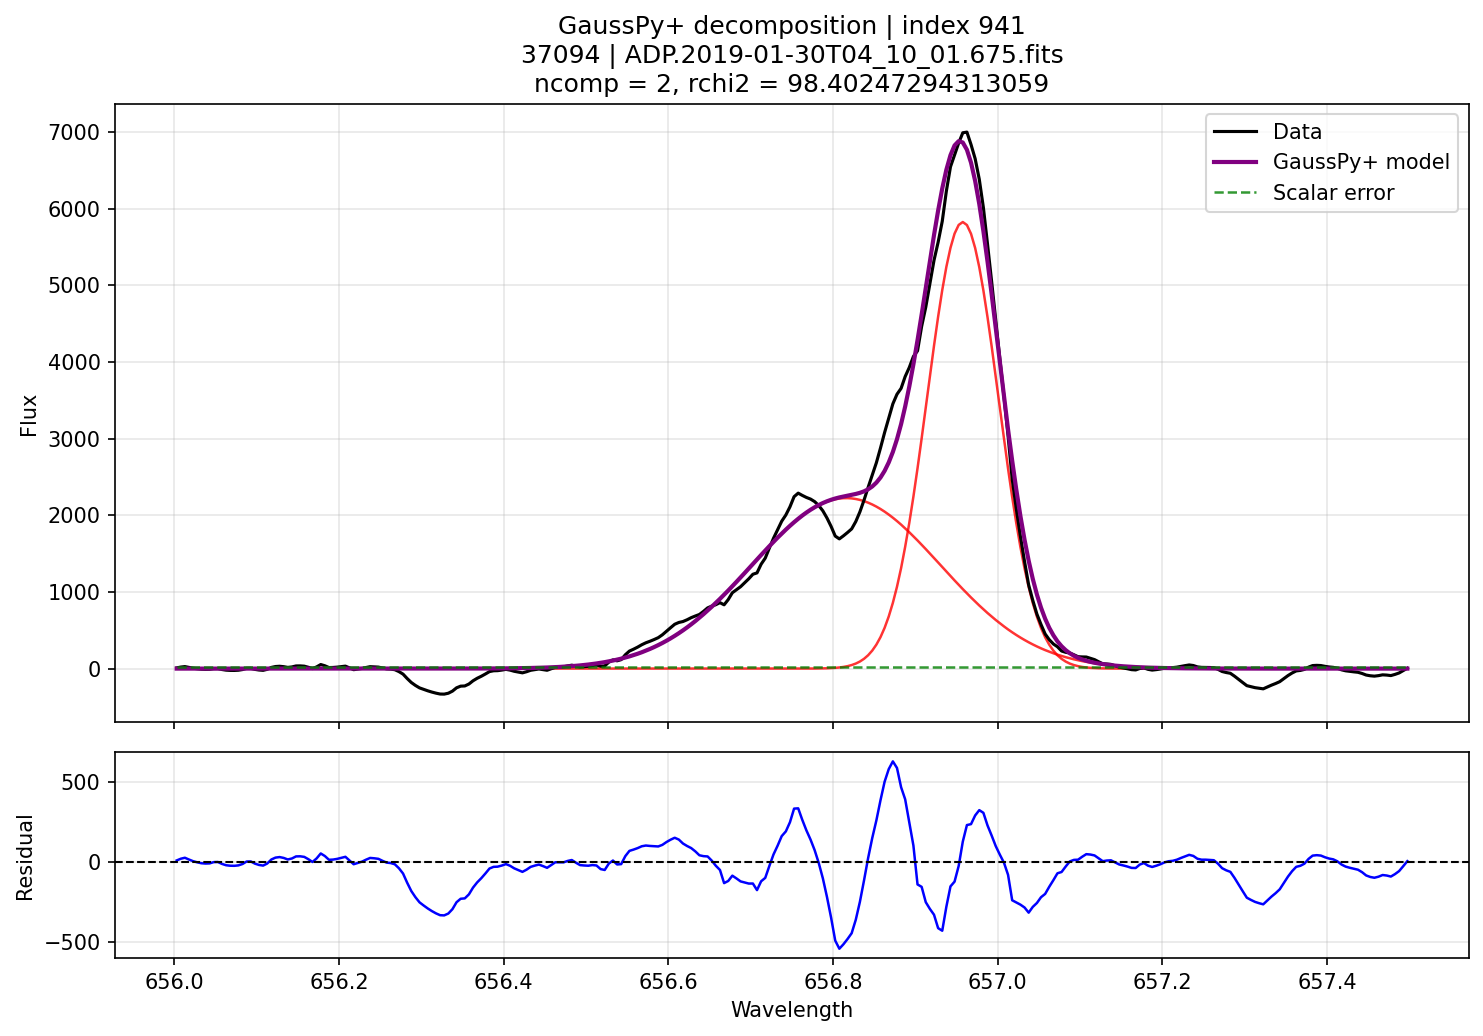 GaussPy+ decomposition | index 941
37094 | ADP.2019-01-30T04_10_01.675.fits
ncomp = 2, rchi2 = 98.40247294313059
Data
GaussPy+ model
Scalar error
7000
6000
5000
4000
3000
2000
1000
0
Flux
500
0
−500
Residual
656.0
656.2
656.4
656.6
656.8
657.0
657.2
657.4
Wavelength